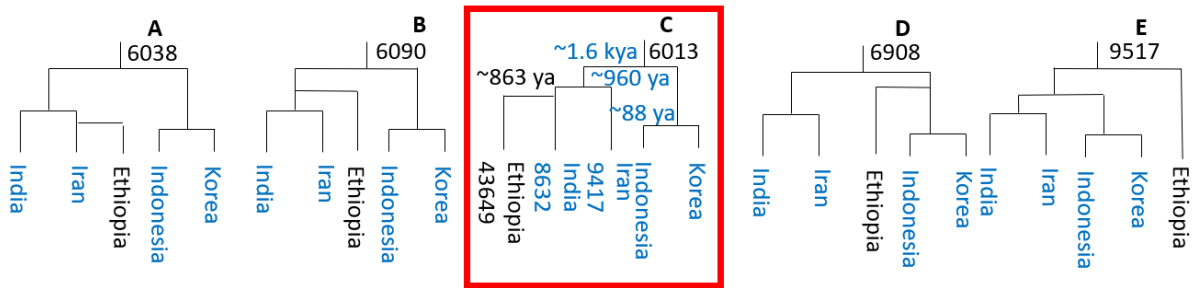 A
6038
India
Iran
Ethiopia
Indonesia
Korea
B
6090
India
Iran
Ethiopia
Indonesia
Korea
C
~1.6 kya
6013
~863 ya
~960 ya
~88 ya
Ethiopia
43649
India
8632
Iran
9417
Indonesia
Korea
D
6908
India
Iran
Ethiopia
Indonesia
Korea
E
9517
India
Iran
Indonesia
Korea
Ethiopia